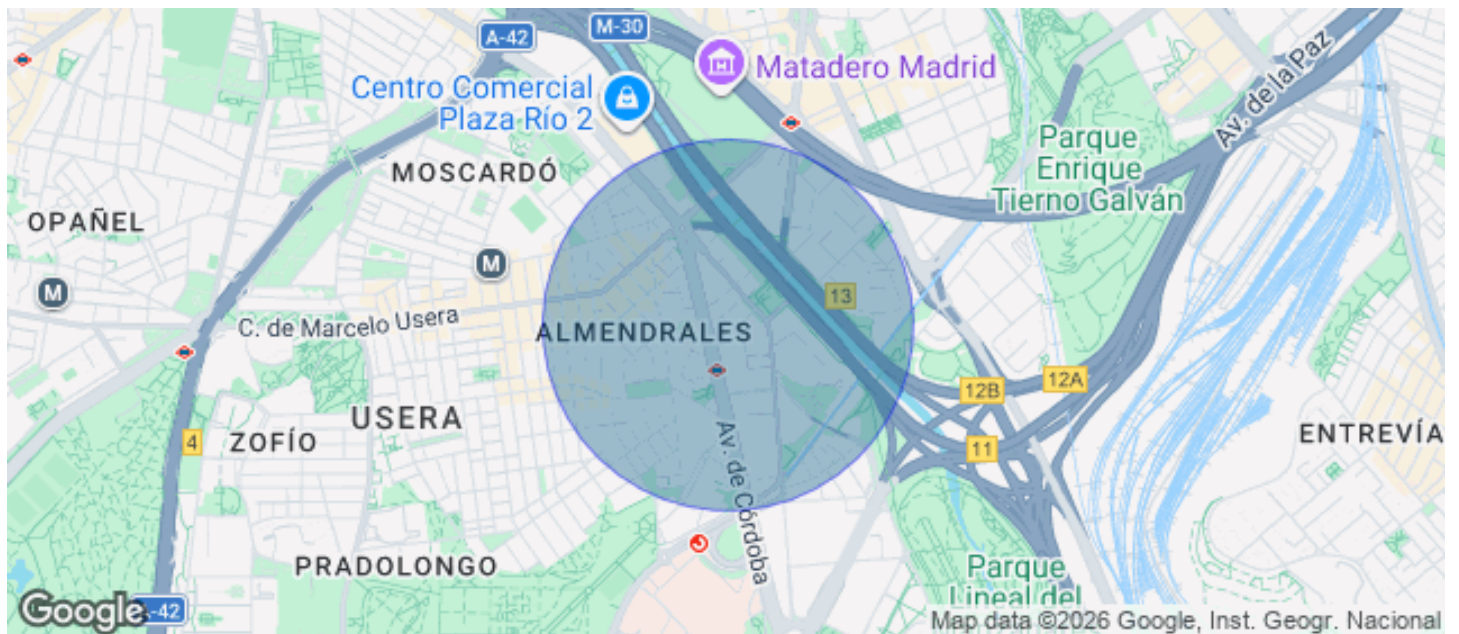 A-42
M-30
Matadero Madrid
Centro Comercial
Plaza Río 2
Av. de la Paz
Parque
Enrique
Tierno Galván
MOSCARDÓ
OPAÑEL
M
M
13
C. de Marcelo Usera
ALMENDRALES
12B
12A
USERA
ZOFÍO
4
Av. de Córdoba
11
ENTREVÍA
PRADOLONGO
Parque
Lineal del
Google
-42
Map data ©2026 Google, Inst. Geogr. Nacional